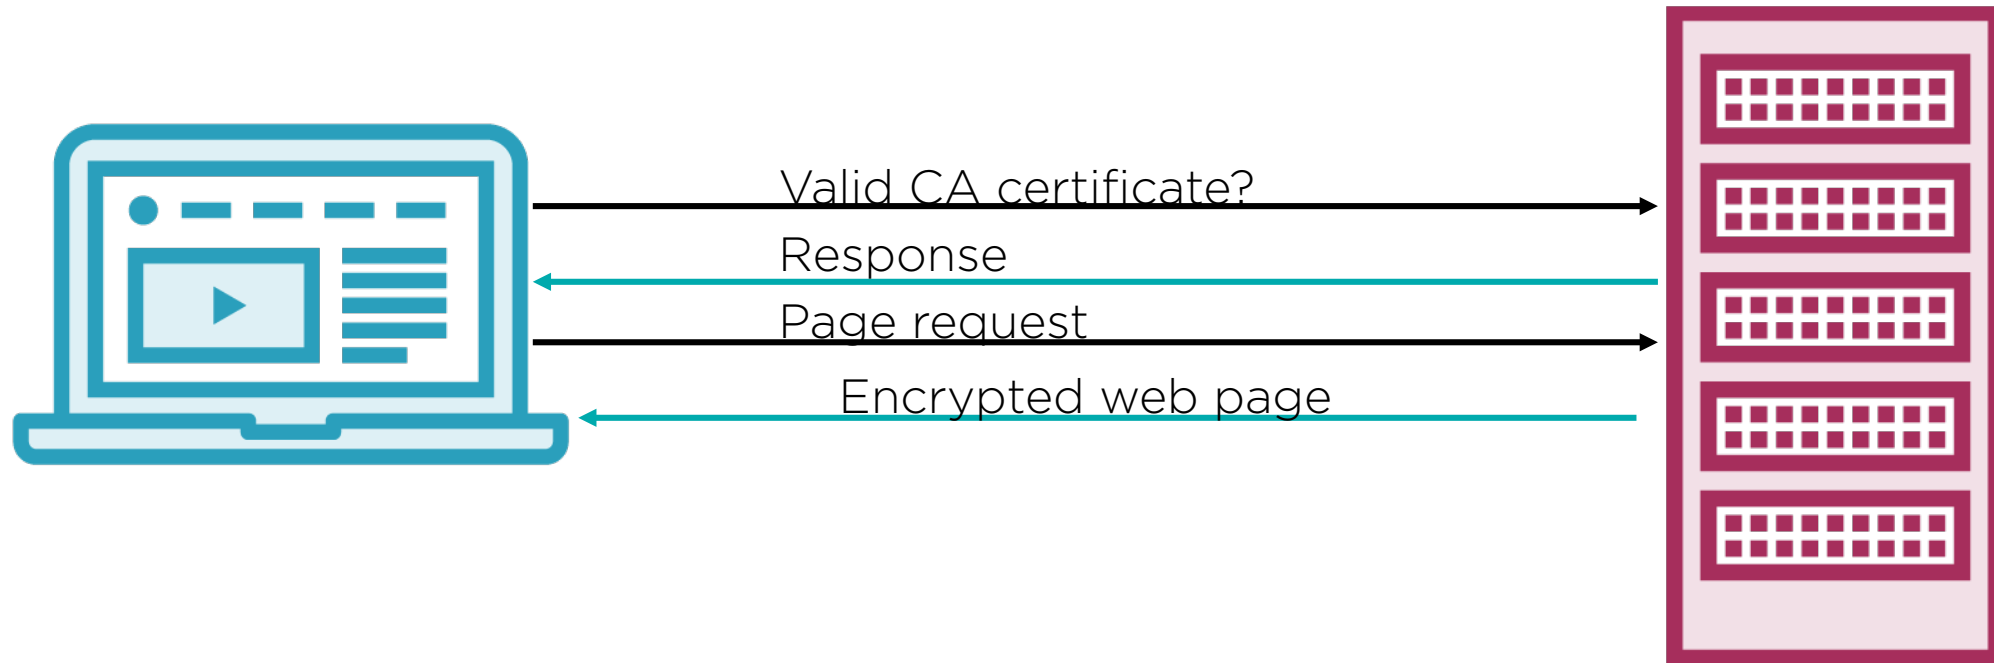 Valid CA certificate?
Response
Page request
Encrypted web page